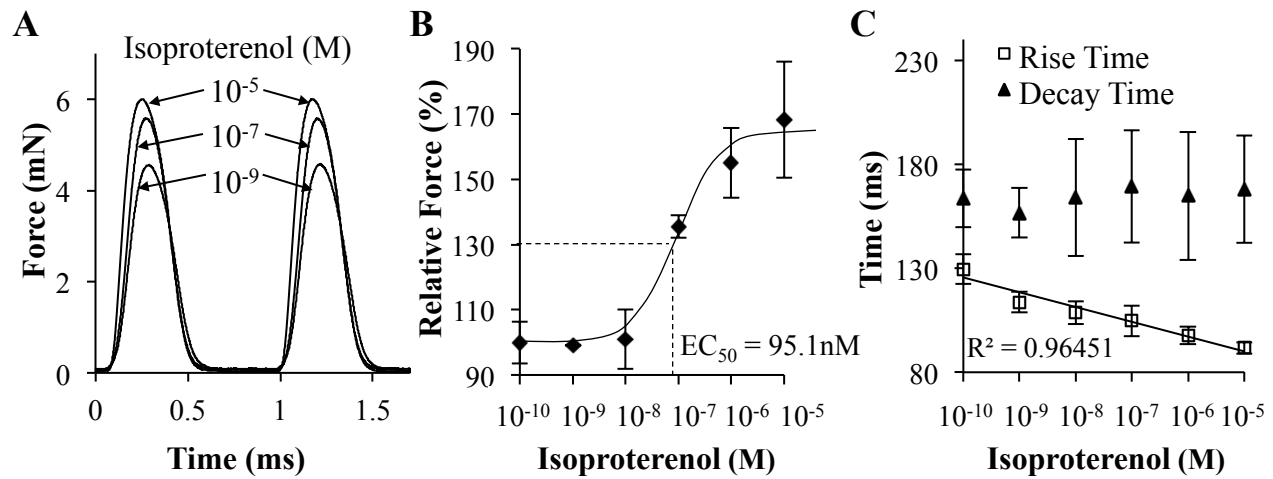 A
Isoproterenol (M)
10⁻⁵
10⁻⁷
10⁻⁹
Force (mN)
6
4
2
0
0
0.5
1
1.5
Time (ms)
B
Relative Force (%)
190
170
150
130
110
90
EC₅₀ = 95.1nM
10⁻¹⁰
10⁻⁹
10⁻⁸
10⁻⁷
10⁻⁶
10⁻⁵
Isoproterenol (M)
C
Rise Time
Decay Time
Time (ms)
230
180
130
80
R² = 0.96451
10⁻¹⁰
10⁻⁹
10⁻⁸
10⁻⁷
10⁻⁶
10⁻⁵
Isoproterenol (M)